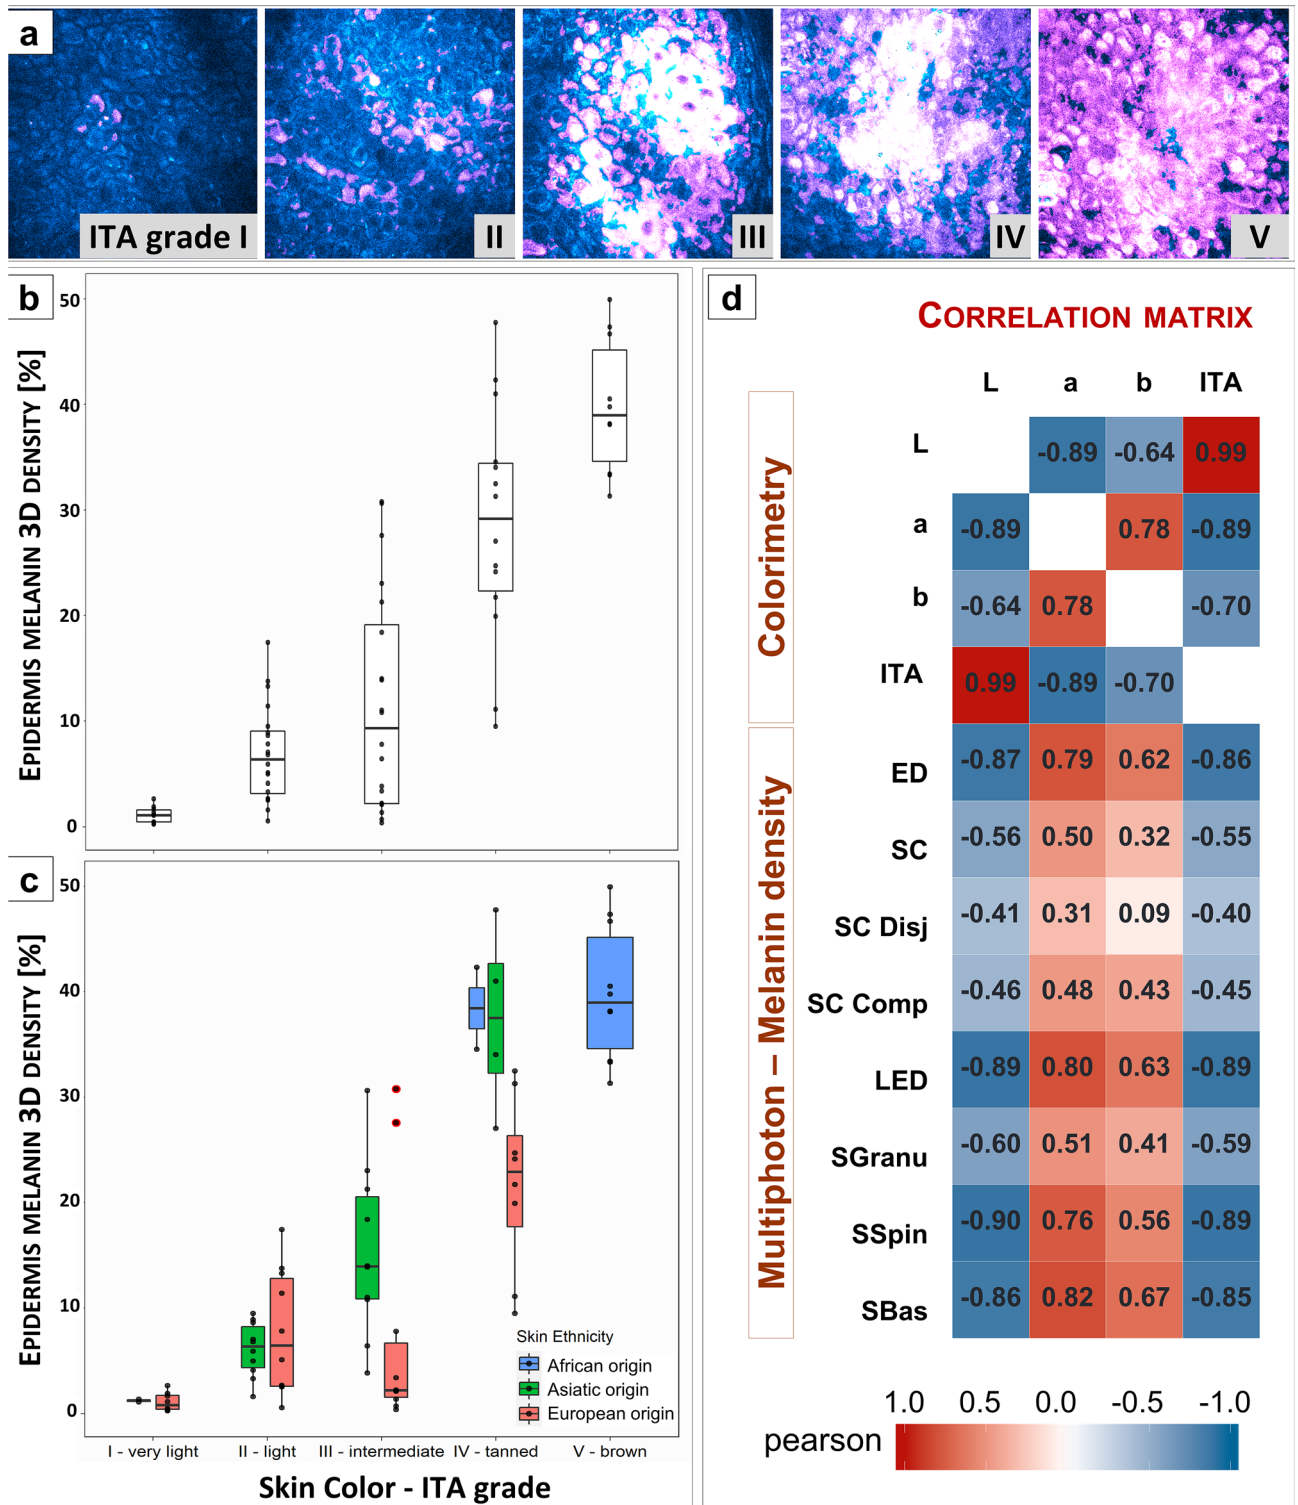 a
ITA grade I
II
III
IV
V
b
EPIDERMIS MELANIN 3D DENSITY [%]
50
40
30
20
10
0
c
EPIDERMIS MELANIN 3D DENSITY [%]
50
40
30
20
10
0
Skin Ethnicity
African origin
Asiatic origin
European origin
I - very light II - light III - intermediate IV - tanned V - brown
Skin Color - ITA grade
d
CORRELATION MATRIX
L a b ITA
Colorimetry
L -0.89 -0.64 0.99
a -0.89 0.78 -0.89
b -0.64 0.78 -0.70
ITA 0.99 -0.89 -0.70
Multiphoton – Melanin density
ED -0.87 0.79 0.62 -0.86
SC -0.56 0.50 0.32 -0.55
SC Disj -0.41 0.31 0.09 -0.40
SC Comp -0.46 0.48 0.43 -0.45
LED -0.89 0.80 0.63 -0.89
SGranu -0.60 0.51 0.41 -0.59
SSpin -0.90 0.76 0.56 -0.89
SBas -0.86 0.82 0.67 -0.85
1.0 0.5 0.0 -0.5 -1.0
pearson